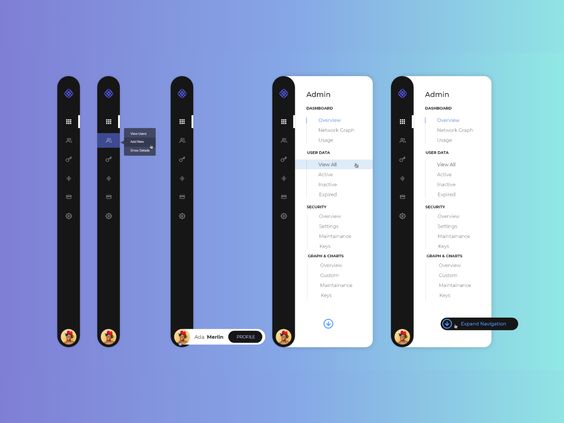 View Users
Add New
Show Details
Ada Merlin
PROFILE
Admin
DASHBOARD
Overview
Network Graph
Usage
USER DATA
View All
Active
Inactive
Expired
SECURITY
Overview
Settings
Maintainance
Keys
GRAPH & CHARTS
Overview
Custom
Maintainance
Keys
Admin
DASHBOARD
Overview
Network Graph
Usage
USER DATA
View All
Active
Inactive
Expired
SECURITY
Overview
Settings
Maintainance
Keys
GRAPH & CHARTS
Overview
Custom
Maintainance
Keys
Expand Navigation